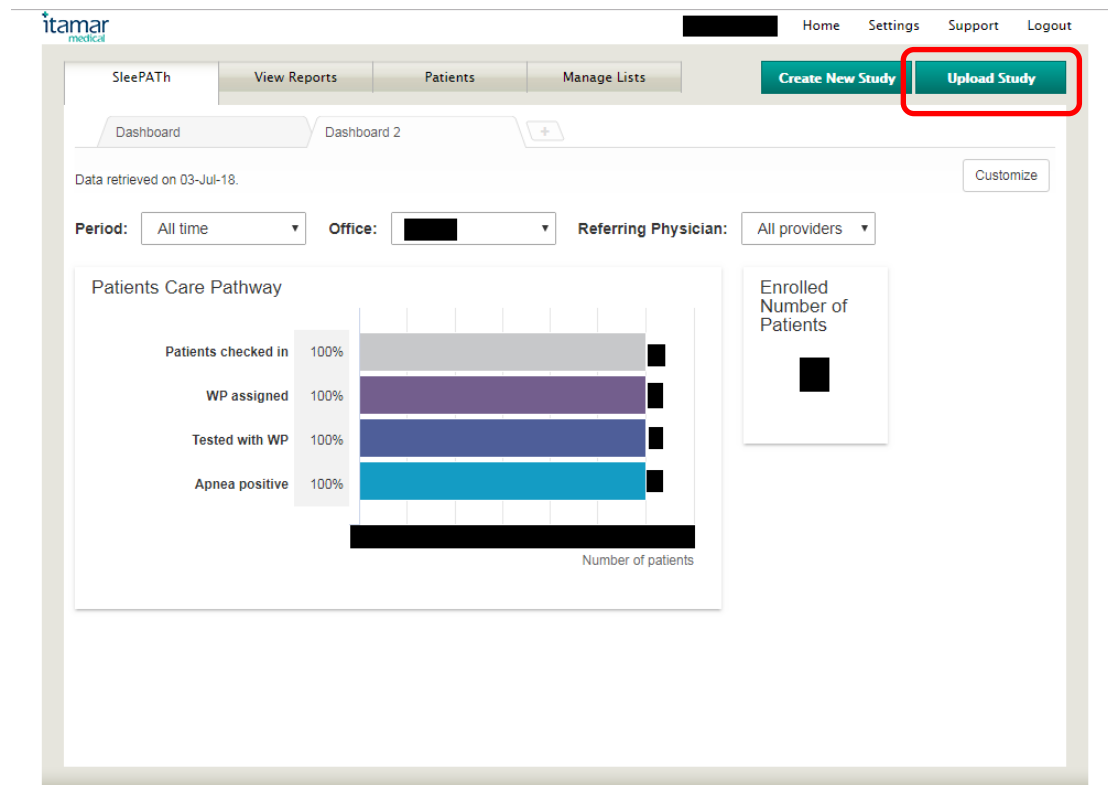 itamar
medical
Home Settings Support Logout
SleePATh View Reports Patients Manage Lists Create New Study Upload Study
Dashboard Dashboard 2 +
Data retrieved on 03-Jul-18.
Customize
Period: All time Office: Referring Physician: All providers
Patients Care Pathway
Enrolled
Number of
Patients
Patients checked in 100%
WP assigned 100%
Tested with WP 100%
Apnea positive 100%
Number of patients